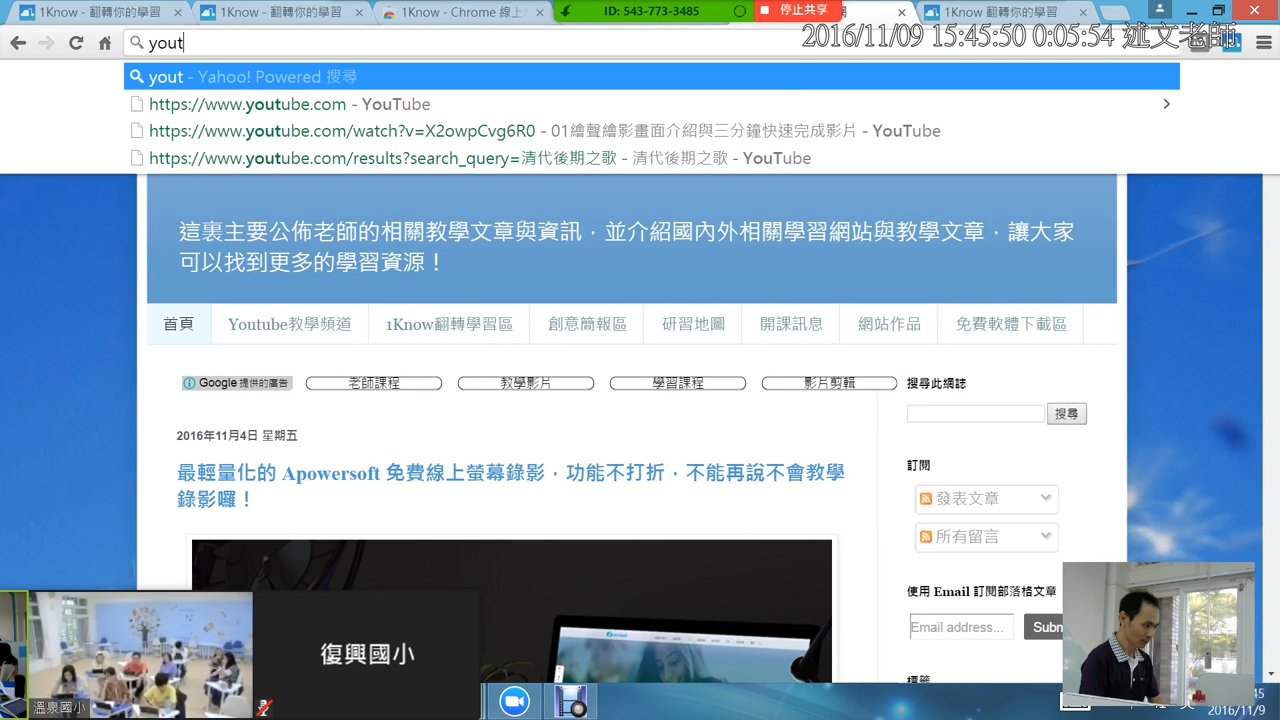 1Know 翻轉你的學習
1Know 翻轉你的學習
1Know - Chrome 線上
ID: 543-773-3485
停止共享
網
1Know 翻轉你的學習
2016/11/09 15:45:50 0:05:54 述文老師
yout
yout - Yahoo! Powered 搜尋
https://www.youtube.com - YouTube
https://www.youtube.com/watch?v=X2owpCvg6R0 - 01繪聲繪影畫面介紹與三分鐘快速完成影片 - YouTube
https://www.youtube.com/results?search_query=清代後期之歌 - 清代後期之歌 - YouTube
這裏主要公佈老師的相關教學文章與資訊，並介紹國內外相關學習網站與教學文章，讓大家
可以找到更多的學習資源！
首頁 Youtube教學頻道 1Know翻轉學習區 創意簡報區 研習地圖 開課訊息 網站作品 免費軟體下載區
Google 提供的廣告 老師課程 教學影片 學習課程 影片剪輯
搜尋此網誌
搜尋
2016年11月4日 星期五
最輕量化的 Apowersoft 免費線上螢幕錄影，功能不打折，不能再說不會教學
錄影囉！
訂閱
發表文章
所有留言
使用 Email 訂閱部落格文章
Email address...
Subm
標籤
溫泉國小
復興國小
45
2016/11/9